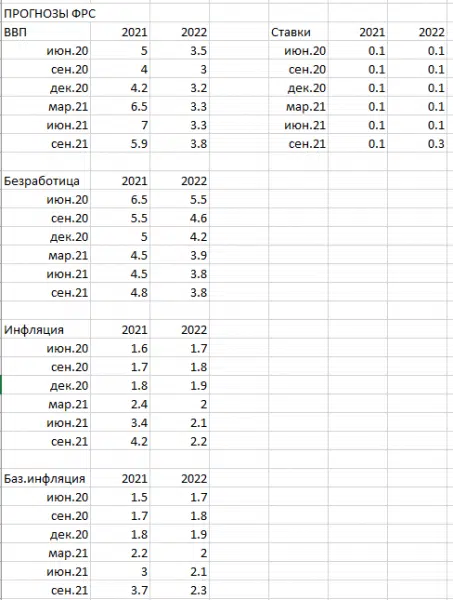 ПРОГНОЗЫ ФРС
ВВП 2021 2022 Ставки 2021 2022
июн.20 5 3.5 июн.20 0.1 0.1
сен.20 4 3 сен.20 0.1 0.1
дек.20 4.2 3.2 дек.20 0.1 0.1
мар.21 6.5 3.3 мар.21 0.1 0.1
июн.21 7 3.3 июн.21 0.1 0.1
сен.21 5.9 3.8 сен.21 0.1 0.3
Безработица 2021 2022
июн.20 6.5 5.5
сен.20 5.5 4.6
дек.20 5 4.2
мар.21 4.5 3.9
июн.21 4.5 3.8
сен.21 4.8 3.8
Инфляция 2021 2022
июн.20 1.6 1.7
сен.20 1.7 1.8
дек.20 1.8 1.9
мар.21 2.4 2
июн.21 3.4 2.1
сен.21 4.2 2.2
Баз.инфляция 2021 2022
июн.20 1.5 1.7
сен.20 1.7 1.8
дек.20 1.8 1.9
мар.21 2.2 2
июн.21 3 2.1
сен.21 3.7 2.3